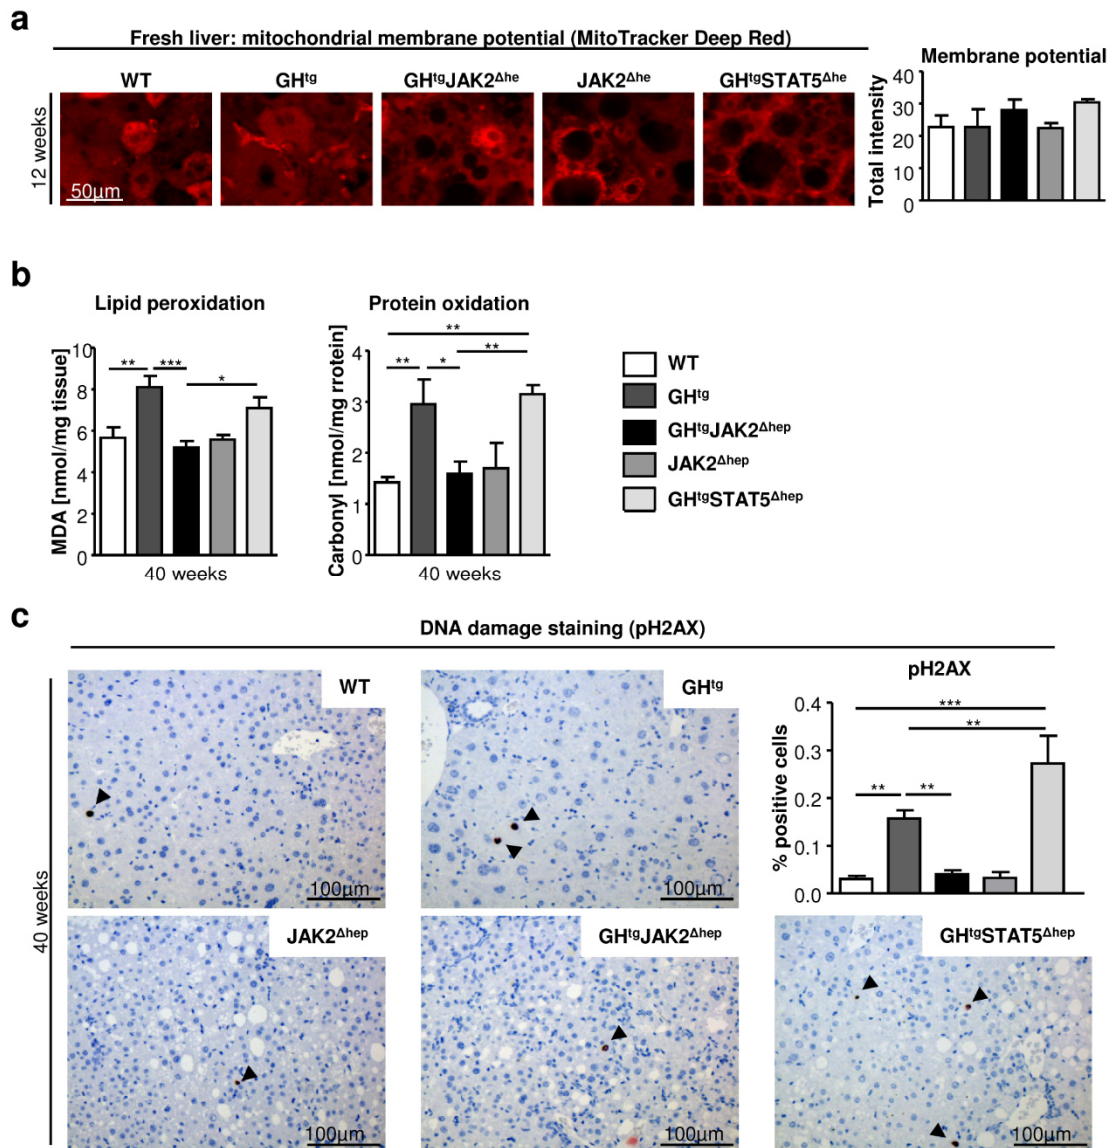 a
Fresh liver: mitochondrial membrane potential (MitoTracker Deep Red)
WT
GHtg
GHtgJAK2Δhe
JAK2Δhe
GHtgSTAT5Δhe
12 weeks
50µm
Membrane potential
Total intensity
40
30
20
10
0
b
Lipid peroxidation
MDA [nmol/mg tissue]
10
8
6
4
2
0
**
***
*
40 weeks
Protein oxidation
Carbonyl [nmol/mg rrotein]
4
3
2
1
0
**
**
*
**
40 weeks
WT
GHtg
GHtgJAK2Δhep
JAK2Δhep
GHtgSTAT5Δhep
c
DNA damage staining (pH2AX)
40 weeks
WT
100µm
GHtg
100µm
pH2AX
% positive cells
0.4
0.3
0.2
0.1
0.0
***
**
**
**
JAK2Δhep
100µm
GHtgJAK2Δhep
100µm
GHtgSTAT5Δhep
100µm